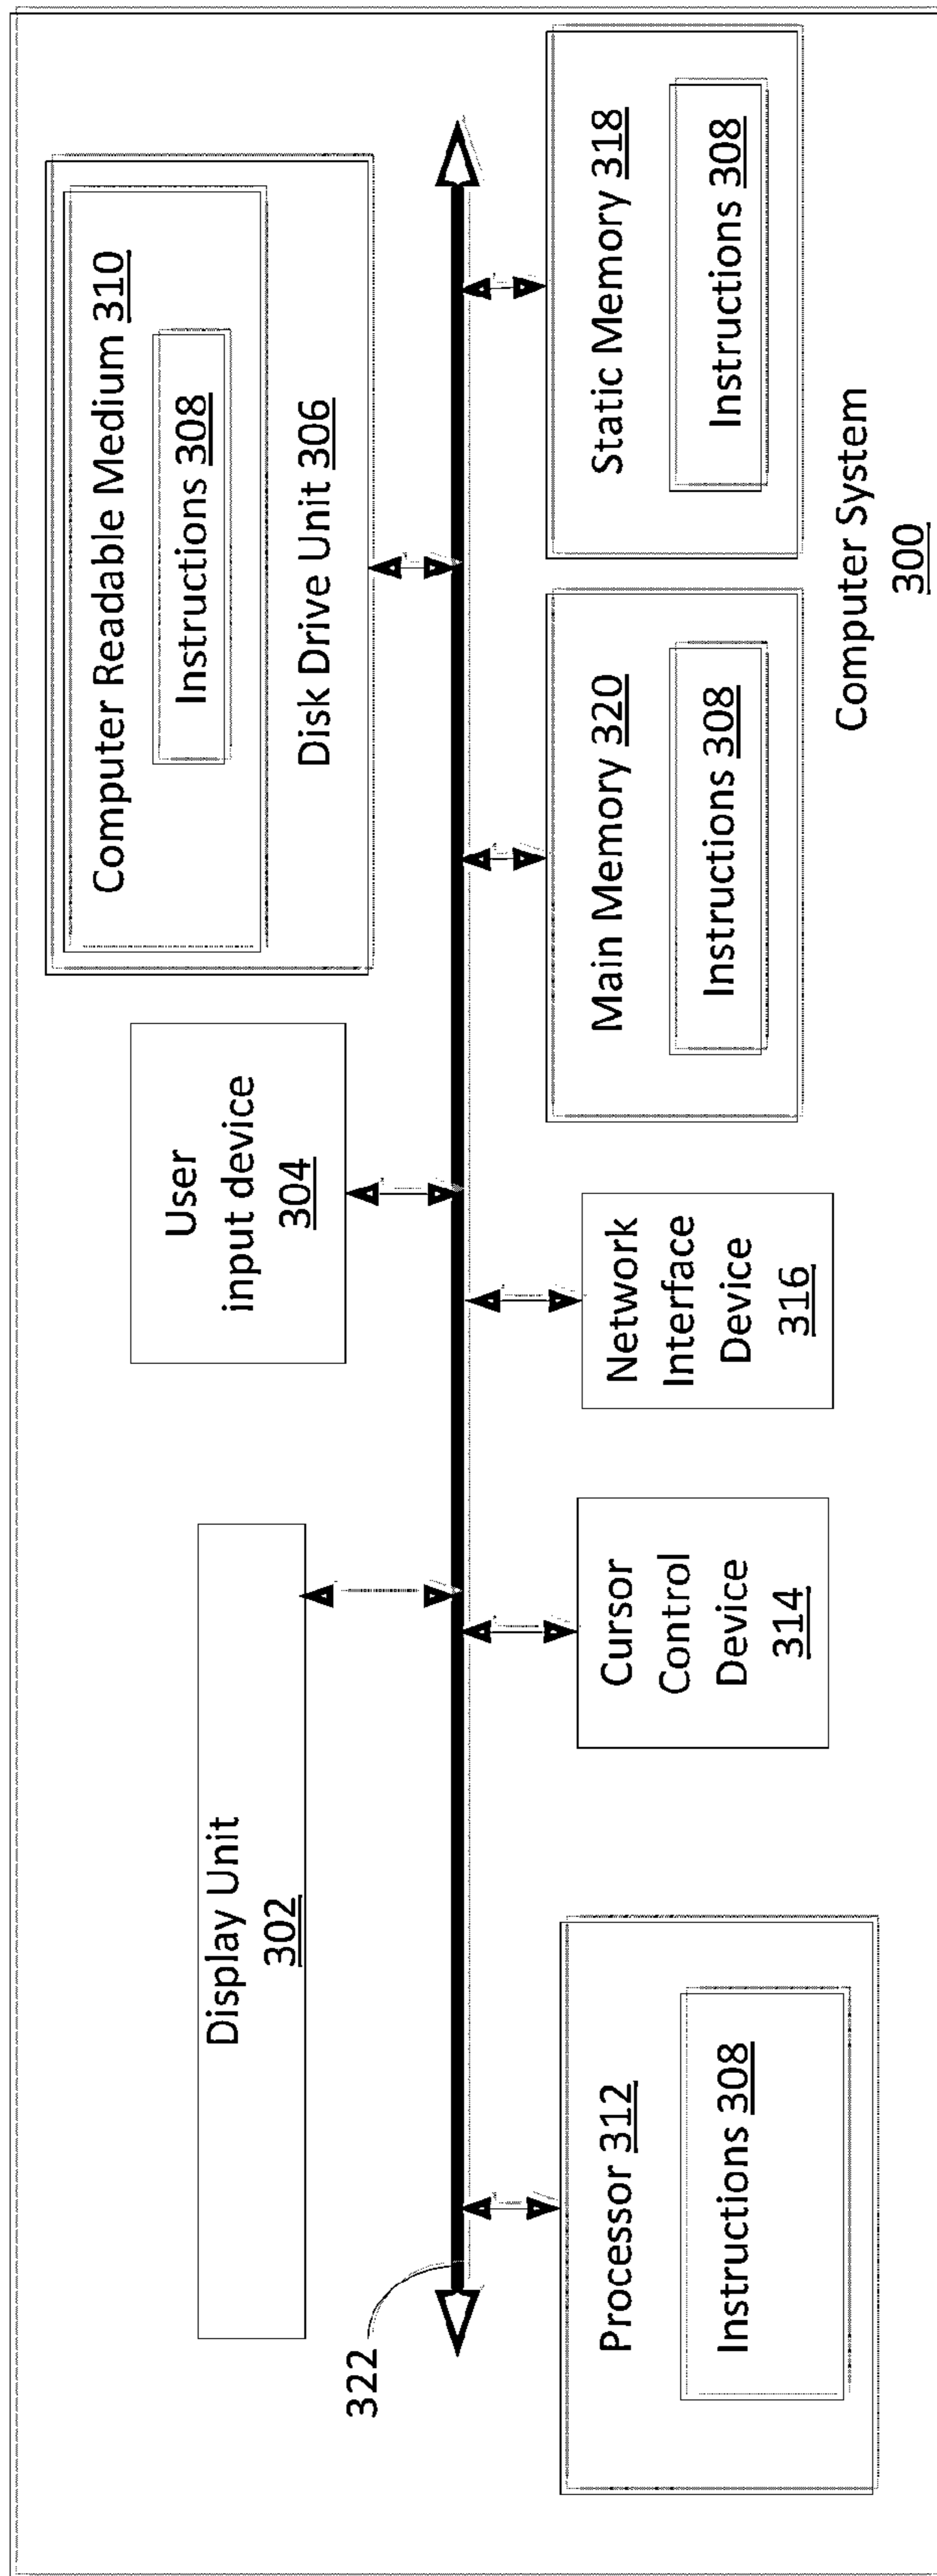 Display Unit
302
User
input device
304
Computer Readable Medium 310
Instructions 308
Disk Drive Unit 306
322
Processor 312
Instructions 308
Cursor
Control
Device
314
Network
Interface
Device
316
Main Memory 320
Instructions 308
Static Memory 318
Instructions 308
Computer System
300